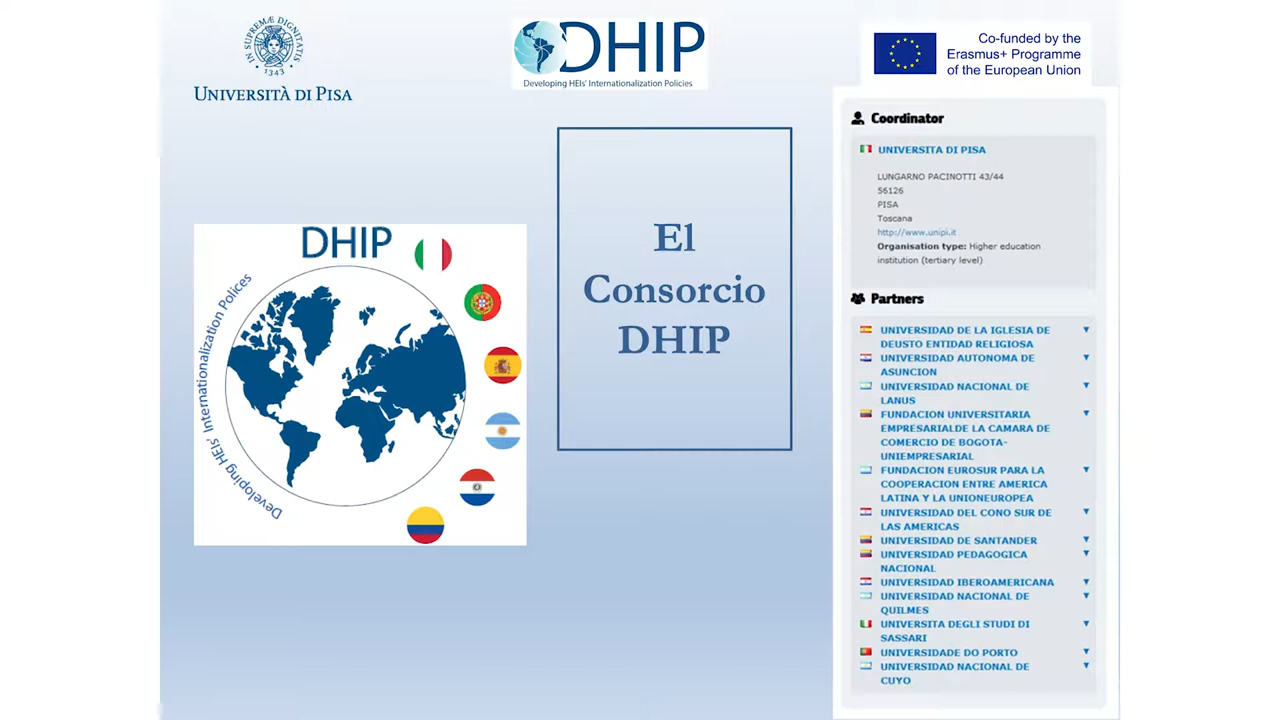 IN SUPREMÆ DIGNITATIS
1343
UNIVERSITÀ DI PISA
DHIP
Developing HEIs' Internationalization Policies
Co-funded by the
Erasmus+ Programme
of the European Union
DHIP
Developing HEIs' Internationalization Polices
El
Consorcio
DHIP
Coordinator
UNIVERSITA DI PISA
LUNGARNO PACINOTTI 43/44
56126
PISA
Toscana
http://www.unipi.it
Organisation type: Higher education
institution (tertiary level)
Partners
UNIVERSIDAD DE LA IGLESIA DE
DEUSTO ENTIDAD RELIGIOSA
UNIVERSIDAD AUTONOMA DE
ASUNCION
UNIVERSIDAD NACIONAL DE
LANUS
FUNDACION UNIVERSITARIA
EMPRESARIALDE LA CAMARA DE
COMERCIO DE BOGOTA-
UNIEMPRESARIAL
FUNDACION EUROSUR PARA LA
COOPERACION ENTRE AMERICA
LATINA Y LA UNIONEUROPEA
UNIVERSIDAD DEL CONO SUR DE
LAS AMERICAS
UNIVERSIDAD DE SANTANDER
UNIVERSIDAD PEDAGOGICA
NACIONAL
UNIVERSIDAD IBEROAMERICANA
UNIVERSIDAD NACIONAL DE
QUILMES
UNIVERSITA DEGLI STUDI DI
SASSARI
UNIVERSIDADE DO PORTO
UNIVERSIDAD NACIONAL DE
CUYO